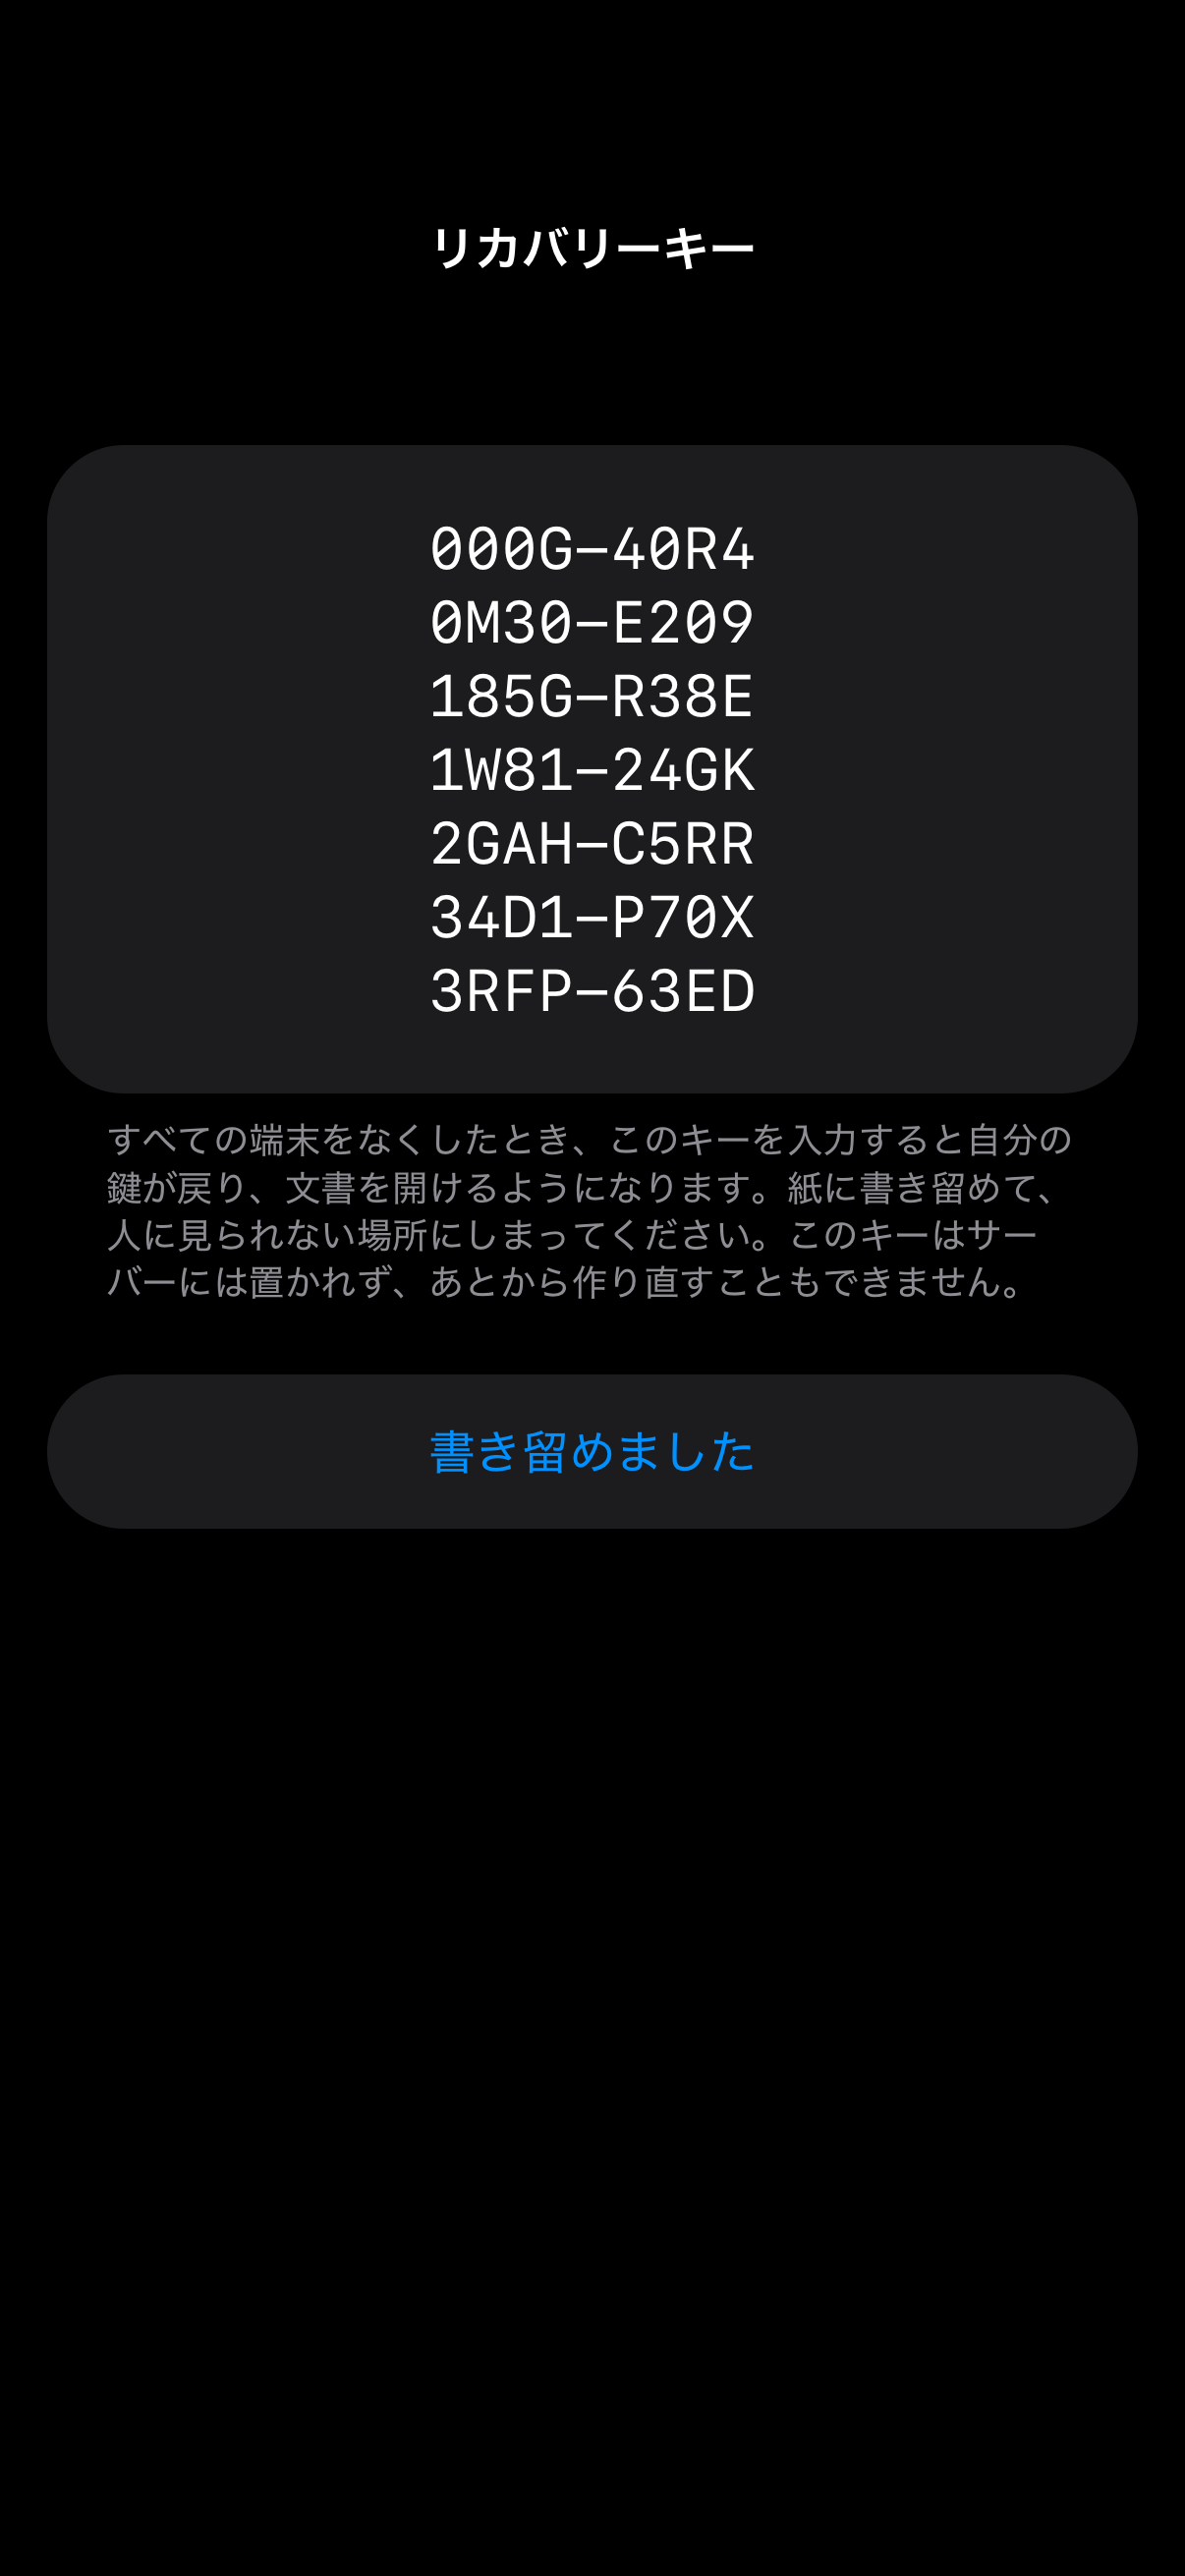 リカバリーキー
000G-40R4
0M30-E209
185G-R38E
1W81-24GK
2GAH-C5RR
34D1-P70X
3RFP-63ED
すべての端末をなくしたとき、このキーを入力すると自分の
鍵が戻り、文書を開けるようになります。紙に書き留めて、
人に見られない場所にしまってください。このキーはサー
バーには置かれず、あとから作り直すこともできません。
書き留めました